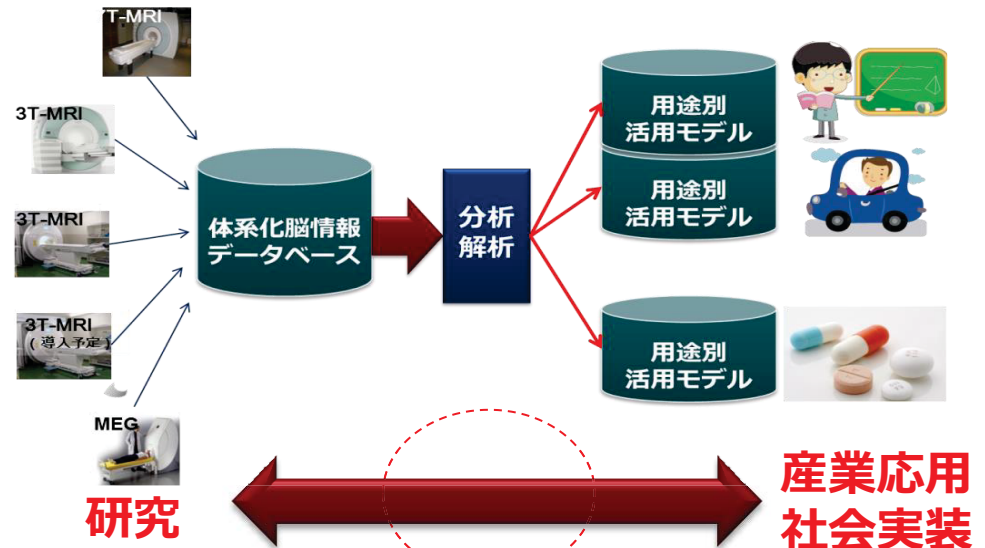 7T-MRI
3T-MRI
3T-MRI
3T-MRI
(導入予定)
MEG
体系化脳情報
データベース
分析
解析
用途別
活用モデル
用途別
活用モデル
用途別
活用モデル
研究
産業応用
社会実装